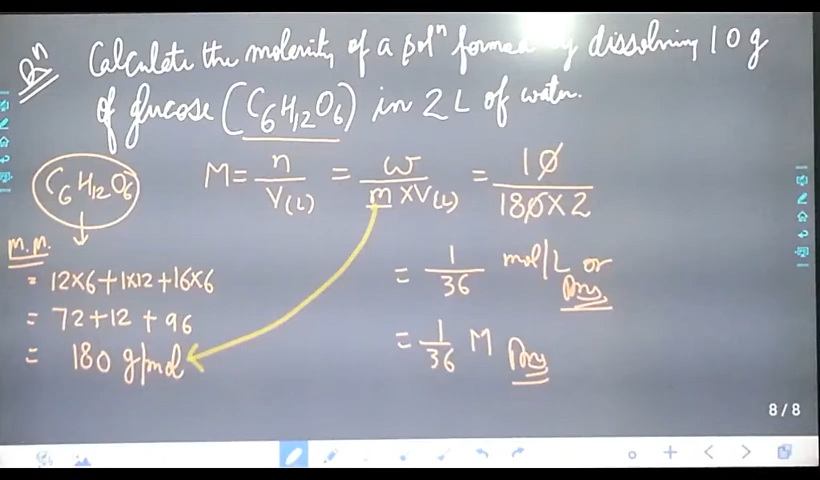 Qn Calculate the molarity of a solⁿ formed by dissolving 10 g
of glucose (C₆H₁₂O₆) in 2 L of water.
C₆H₁₂O₆
M = n/V(L) = w/(m×V(L)) = 10/(180×2)
M.M.
= 12×6+1×12+16×6
= 72+12+96
= 180 g/mol
= 1/36 mol/L or Ans
= 1/36 M Ans
8/8